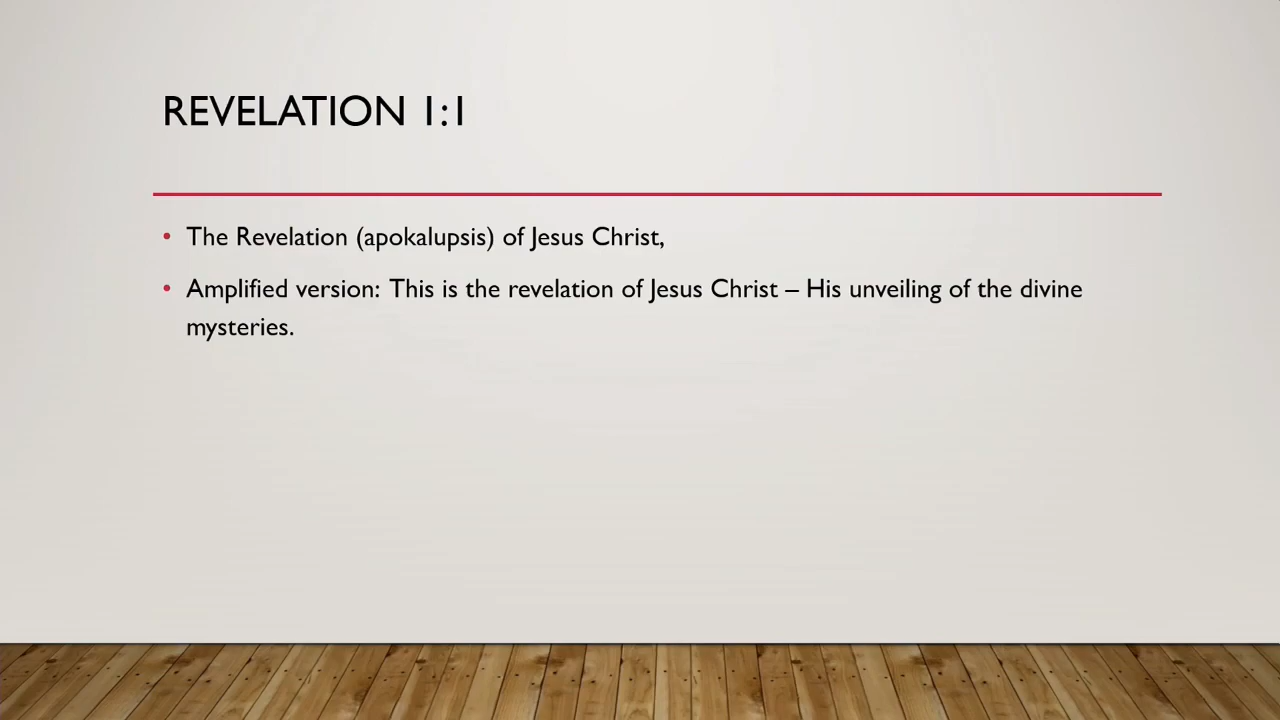 REVELATION 1:1
• The Revelation (apokalupsis) of Jesus Christ,
• Amplified version: This is the revelation of Jesus Christ – His unveiling of the divine
mysteries.